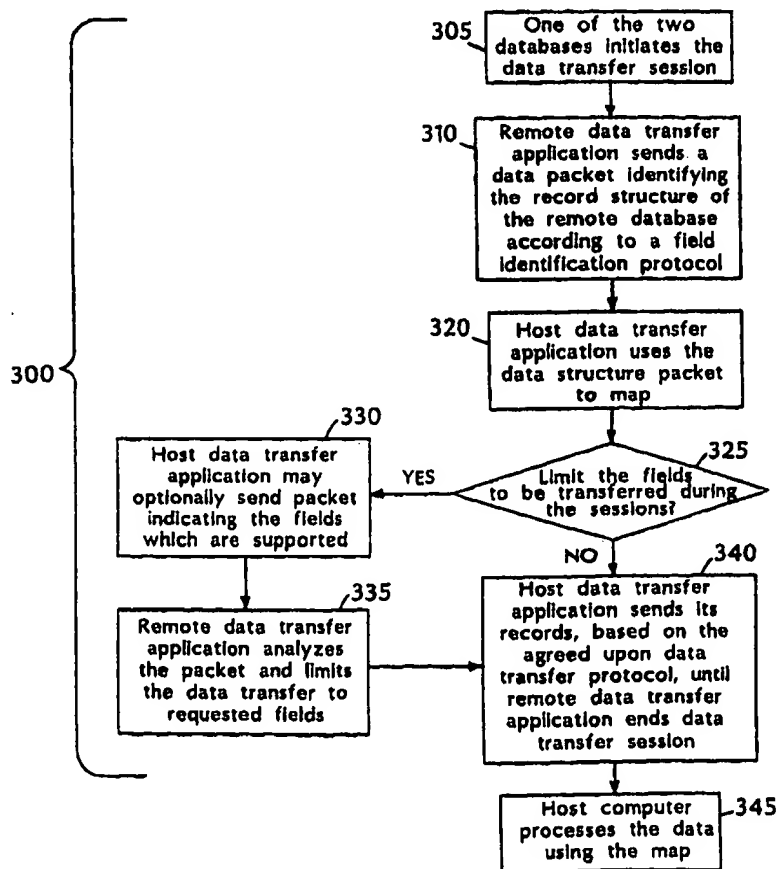 305
One of the two
databases initiates the
data transfer session
310
Remote data transfer
application sends a
data packet identifying
the record structure of
the remote database
according to a field
identification protocol
320
Host data transfer
application uses the
data structure packet
to map
300
330
Host data transfer
application may
optionally send packet
indicating the fields
which are supported
YES
325
Limit the fields
to be transferred during
the sessions?
NO
335
Remote data transfer
application analyzes
the packet and limits
the data transfer to
requested fields
340
Host data transfer
application sends its
records, based on the
agreed upon data
transfer protocol, until
remote data transfer
application ends data
transfer session
Host computer
processes the data
using the map
345